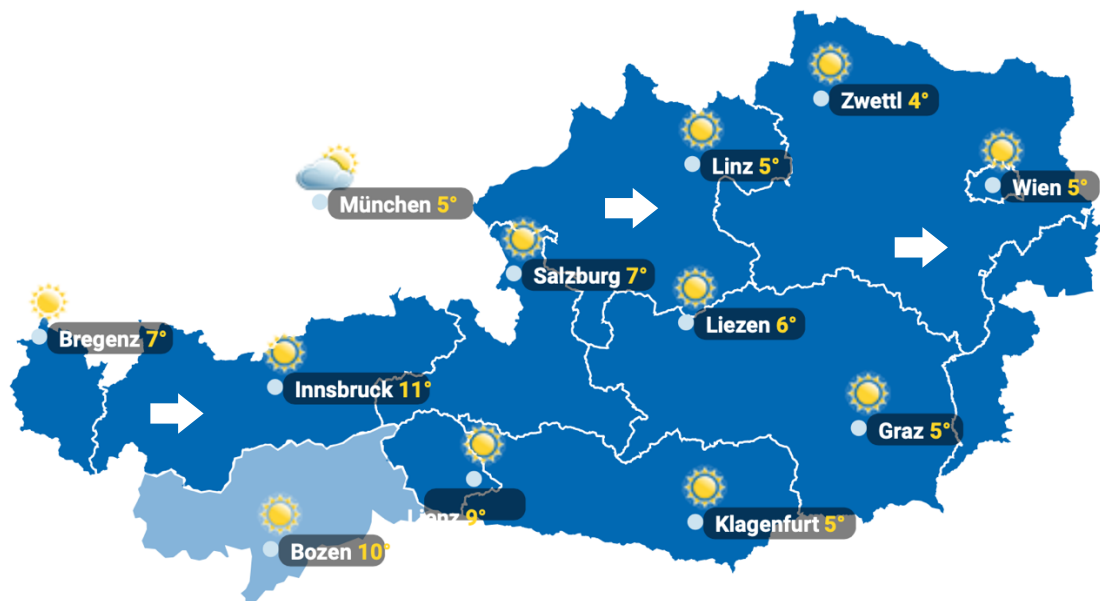 Zwettl 4°
Linz 5°
Wien 5°
München 5°
Salzburg 7°
Liezen 6°
Bregenz 7°
Innsbruck 11°
Graz 5°
Lienz 9°
Klagenfurt 5°
Bozen 10°